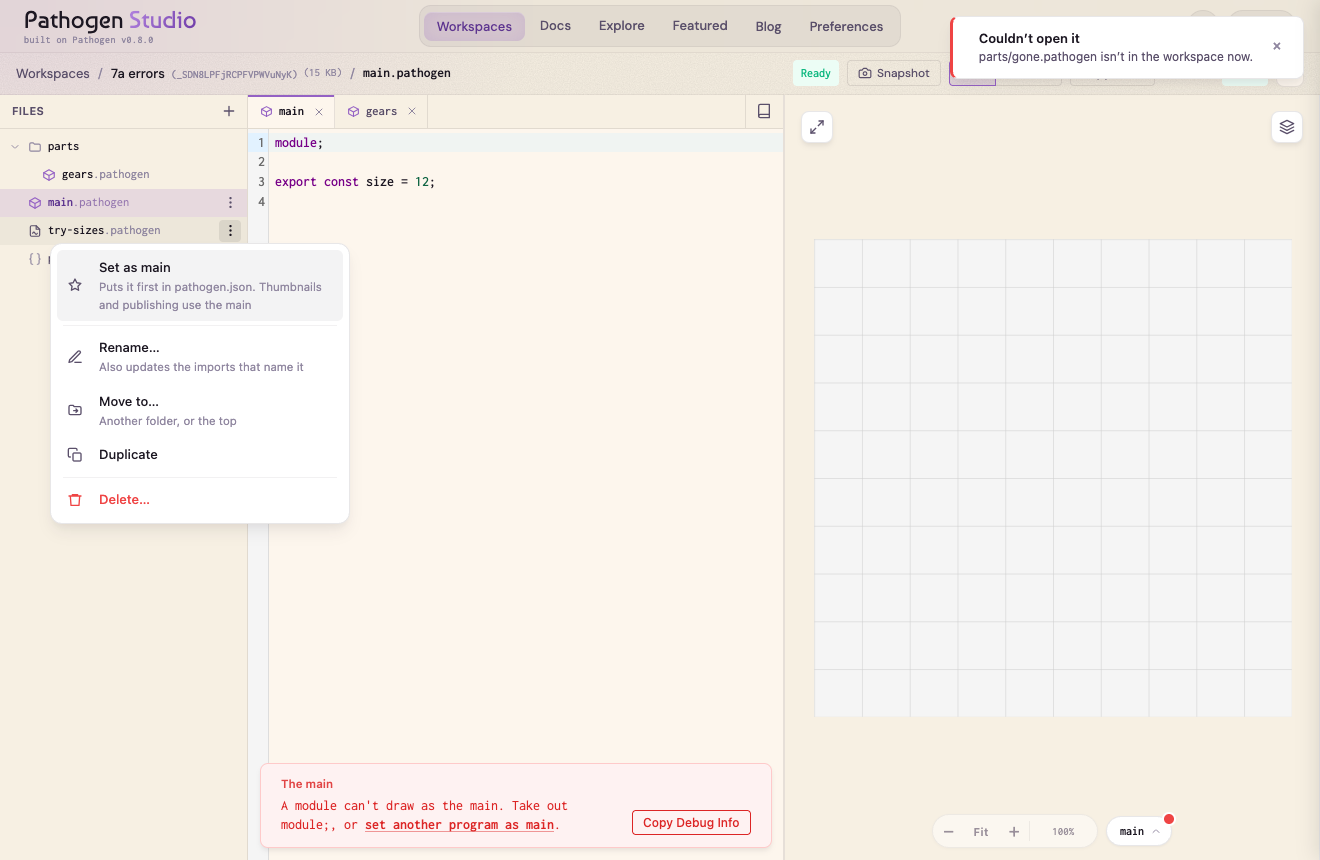 Pathogen Studio
built on Pathogen v0.8.0
Workspaces
Docs
Explore
Featured
Blog
Preferences
Couldn’t open it
parts/gone.pathogen isn’t in the workspace now.
×
Workspaces / 7a errors (_SDN8LPFjRCPFVPWVuNyK) (15 KB) / main.pathogen
Ready
Snapshot
FILES
main
gears
parts
gears.pathogen
main.pathogen
try-sizes.pathogen
1 module;
2
3 export const size = 12;
4
Set as main
Puts it first in pathogen.json. Thumbnails
and publishing use the main
Rename...
Also updates the imports that name it
Move to...
Another folder, or the top
Duplicate
Delete...
The main
A module can't draw as the main. Take out
module;, or set another program as main.
Copy Debug Info
Fit
100%
main